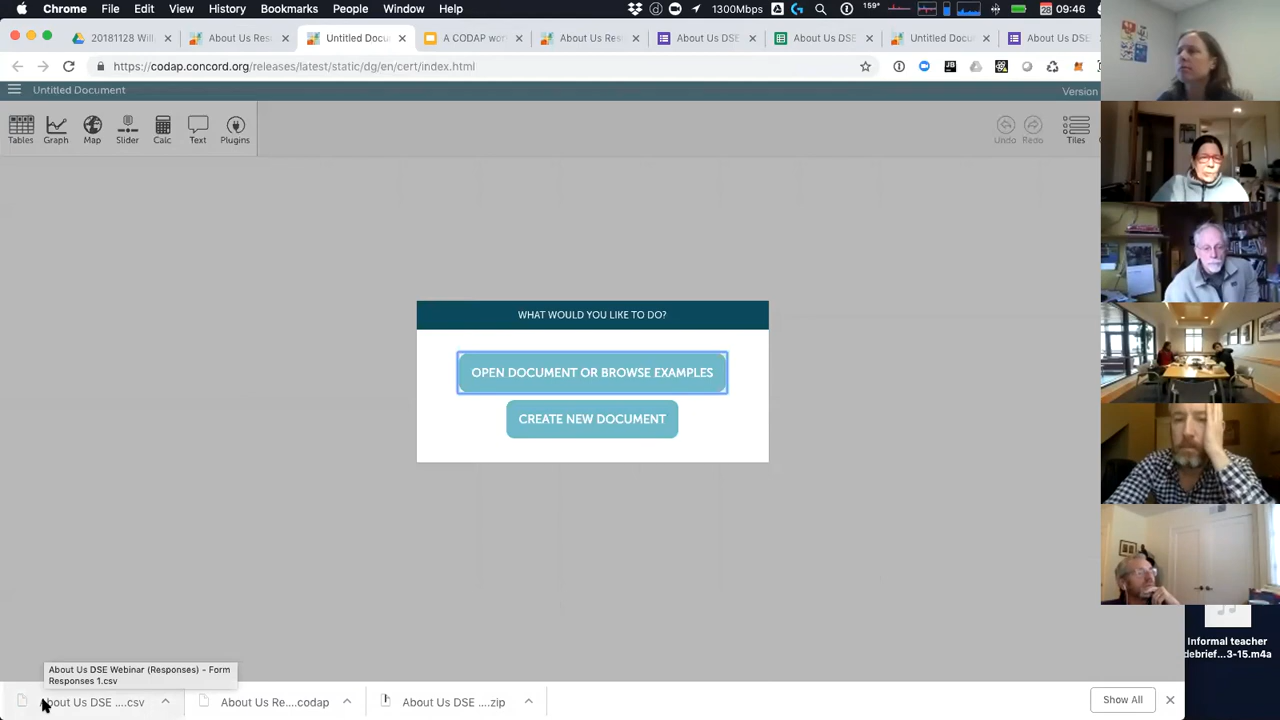 Chrome File Edit View History Bookmarks People Window Help
1300Mbps 159° 28 09:46
20181128 Will
About Us Res
Untitled Docu
A CODAP wor
About Us Res
About Us DSE
About Us DSE
Untitled Docu
About Us DSE
https://codap.concord.org/releases/latest/static/dg/en/cert/index.html
Untitled Document
Version
Tables Graph Map Slider Calc Text Plugins
Undo Redo Tiles
WHAT WOULD YOU LIKE TO DO?
OPEN DOCUMENT OR BROWSE EXAMPLES
CREATE NEW DOCUMENT
Informal teacher
debrief...3-15.m4a
About Us DSE Webinar (Responses) - Form
Responses 1.csv
About Us DSE ....csv
About Us Re....codap
About Us DSE ....zip
Show All